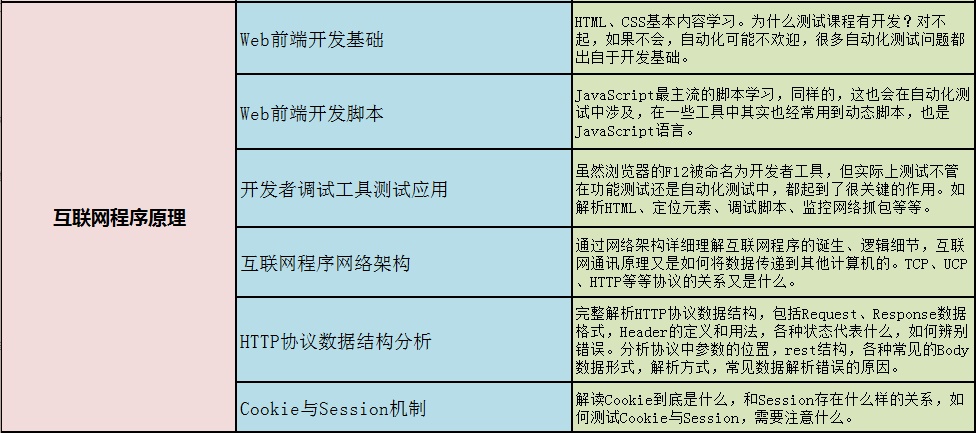 互联网程序原理
Web前端开发基础
HTML、CSS基本内容学习。为什么测试课程有开发？对不
起，如果不会，自动化可能不欢迎，很多自动化测试问题都
出自于开发基础。
Web前端开发脚本
JavaScript最主流的脚本学习，同样的，这也会在自动化测
试中涉及，在一些工具中其实也经常用到动态脚本，也是
JavaScript语言。
开发者调试工具测试应用
虽然浏览器的F12被命名为开发者工具，但实际上测试不管
在功能测试还是自动化测试中，都起到了很关键的作用。如
解析HTML、定位元素、调试脚本、监控网络抓包等等。
互联网程序网络架构
通过网络架构详细理解互联网程序的诞生、逻辑细节，互联
网通讯原理又是如何将数据传递到其他计算机的。TCP、UCP
、HTTP等等协议的关系又是什么。
HTTP协议数据结构分析
完整解析HTTP协议数据结构，包括Request、Response数据
格式，Header的定义和用法，各种状态代表什么，如何辨别
错误。分析协议中参数的位置，rest结构，各种常见的Body
数据形式，解析方式，常见数据解析错误的原因。
Cookie与Session机制
解读Cookie到底是什么，和Session存在什么样的关系，如
何测试Cookie与Session，需要注意什么。